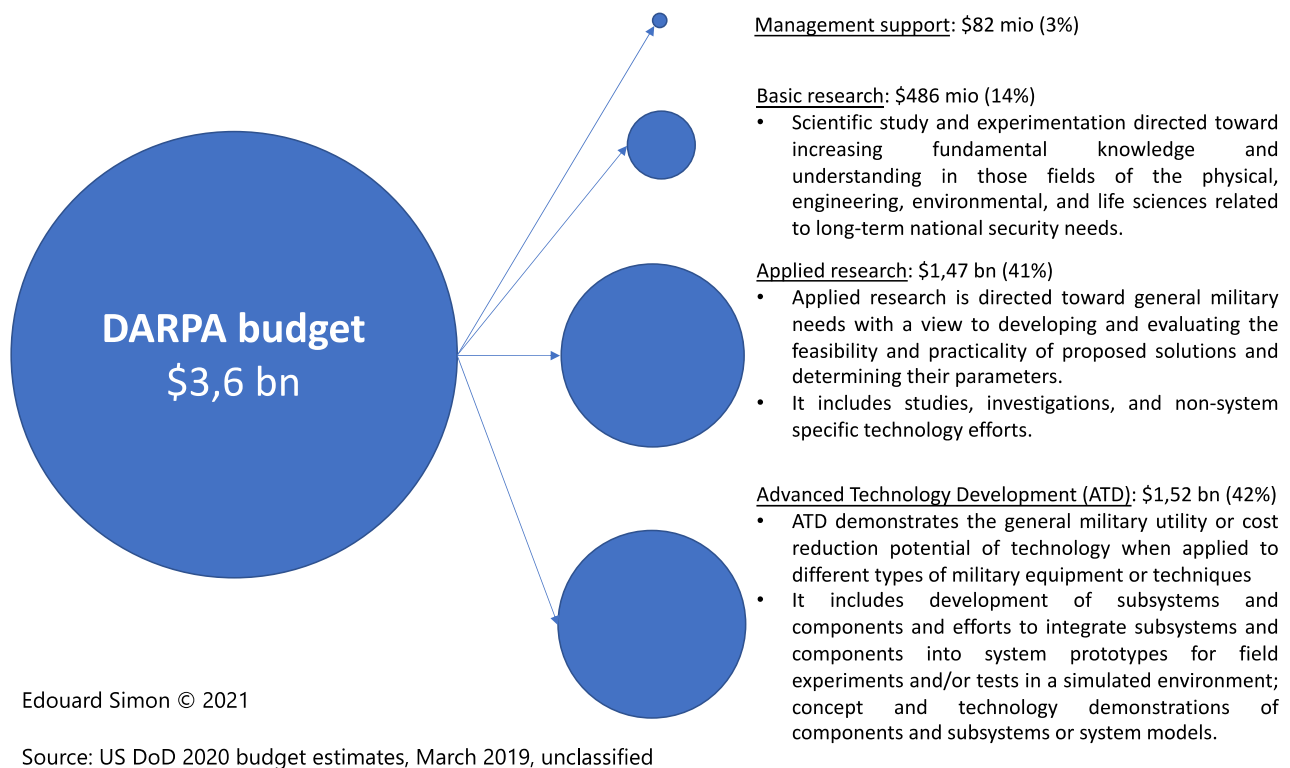 DARPA budget
$3,6 bn
Management support: $82 mio (3%)
Basic research: $486 mio (14%)
• Scientific study and experimentation directed toward
increasing fundamental knowledge and
understanding in those fields of the physical,
engineering, environmental, and life sciences related
to long-term national security needs.
Applied research: $1,47 bn (41%)
• Applied research is directed toward general military
needs with a view to developing and evaluating the
feasibility and practicality of proposed solutions and
determining their parameters.
• It includes studies, investigations, and non-system
specific technology efforts.
Advanced Technology Development (ATD): $1,52 bn (42%)
• ATD demonstrates the general military utility or cost
reduction potential of technology when applied to
different types of military equipment or techniques
• It includes development of subsystems and
components and efforts to integrate subsystems and
components into system prototypes for field
experiments and/or tests in a simulated environment;
concept and technology demonstrations of
components and subsystems or system models.
Edouard Simon © 2021
Source: US DoD 2020 budget estimates, March 2019, unclassified